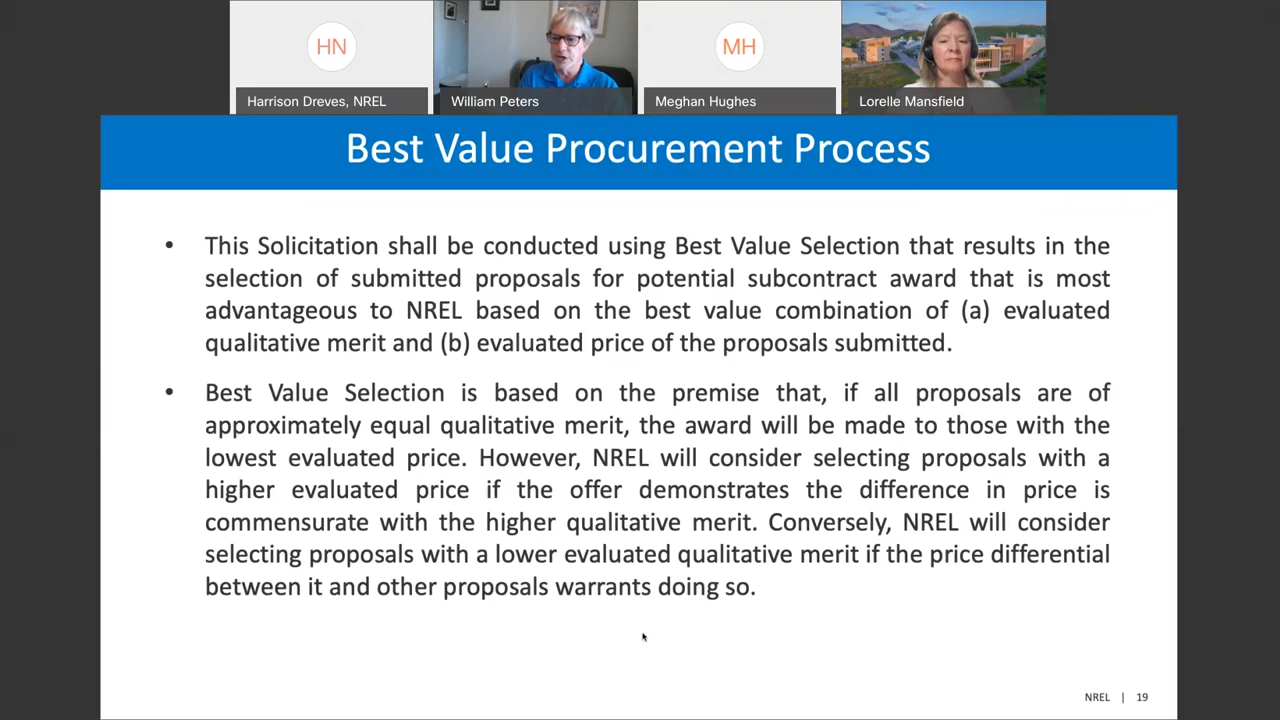 HN
MH
Harrison Dreves, NREL
William Peters
Meghan Hughes
Lorelle Mansfield
Best Value Procurement Process
• This Solicitation shall be conducted using Best Value Selection that results in the
selection of submitted proposals for potential subcontract award that is most
advantageous to NREL based on the best value combination of (a) evaluated
qualitative merit and (b) evaluated price of the proposals submitted.
• Best Value Selection is based on the premise that, if all proposals are of
approximately equal qualitative merit, the award will be made to those with the
lowest evaluated price. However, NREL will consider selecting proposals with a
higher evaluated price if the offer demonstrates the difference in price is
commensurate with the higher qualitative merit. Conversely, NREL will consider
selecting proposals with a lower evaluated qualitative merit if the price differential
between it and other proposals warrants doing so.
NREL | 19